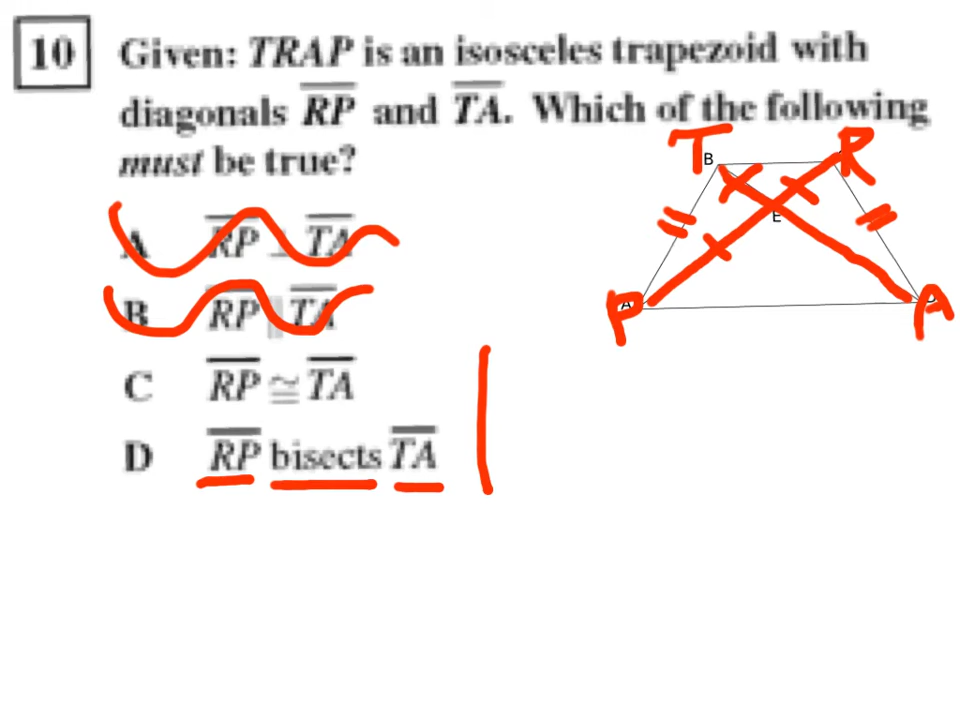 10 Given: TRAP is an isosceles trapezoid with
diagonals RP and TA. Which of the following
must be true?
A RP ⊥ TA
B RP || TA
C RP ≅ TA
D RP bisects TA
T B R
E
P A A